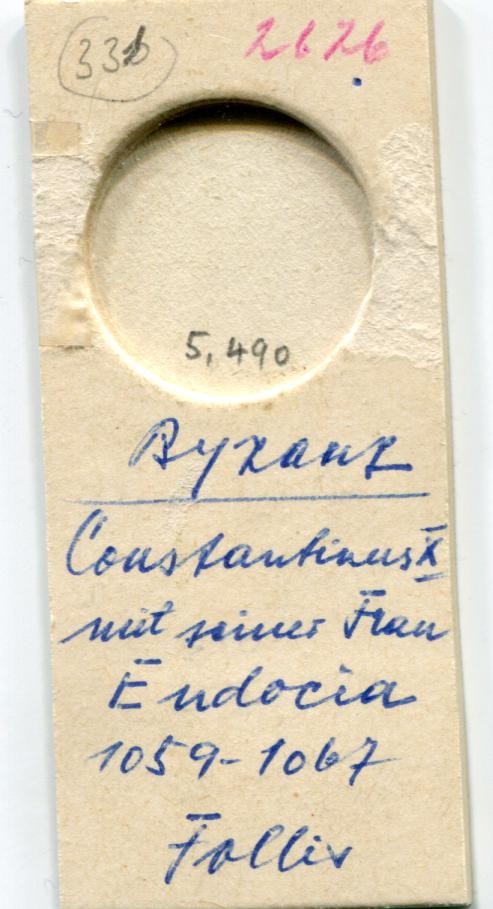 33b 2626
5,490
Byzanz
Constantinus X
mit seiner Frau
Eudocia
1059-1067
Follis